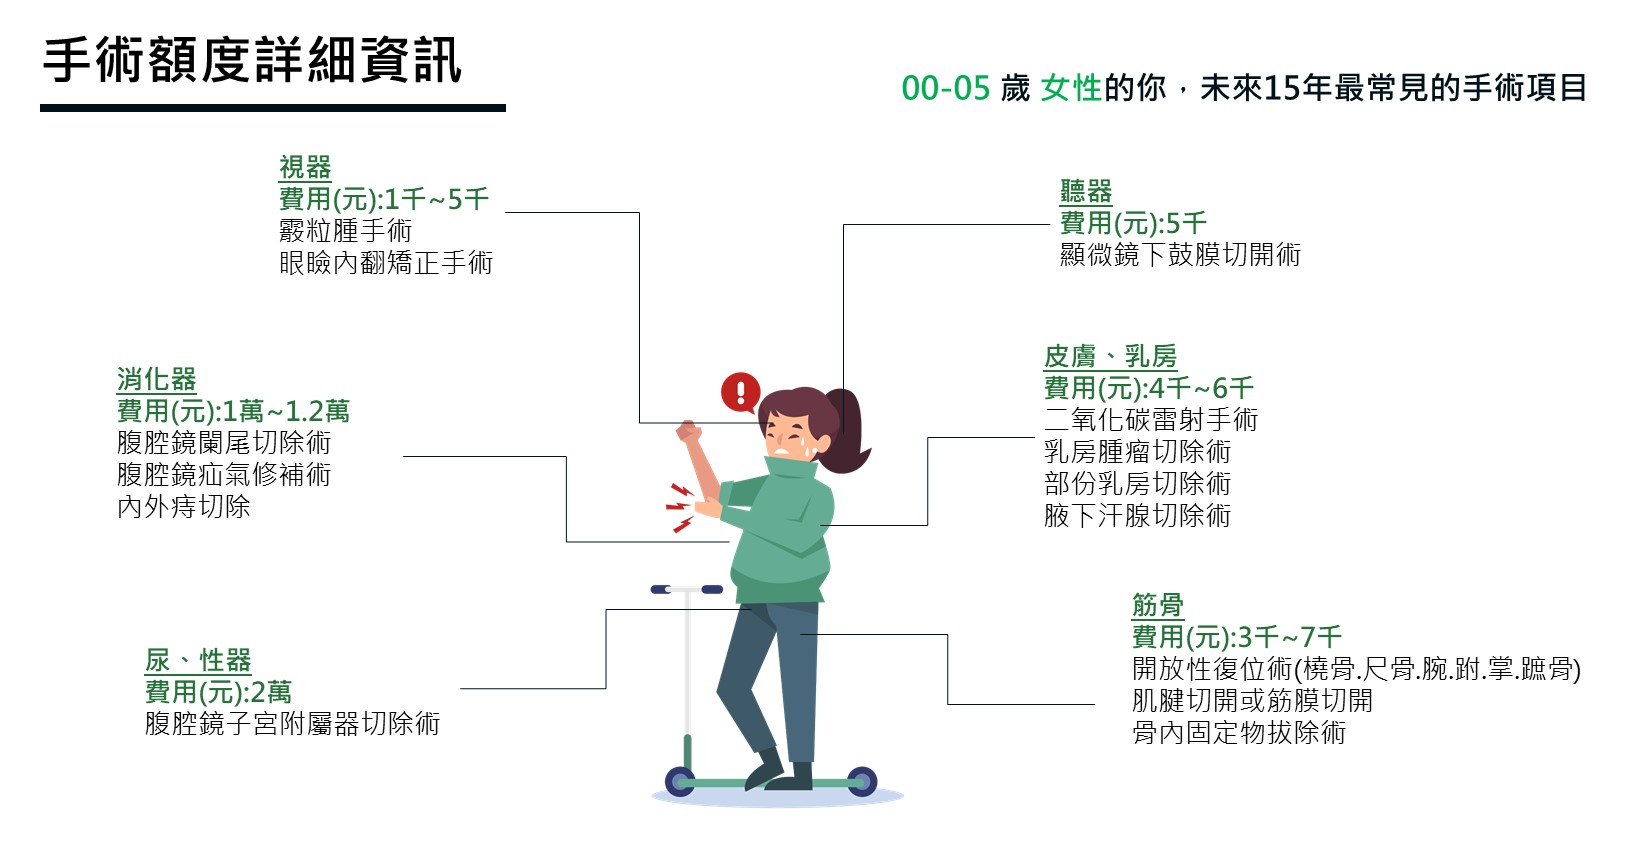 手術額度詳細資訊
00-05 歲 女性的你，未來15年最常見的手術項目
視器
費用(元):1千~5千
霰粒腫手術
眼瞼內翻矯正手術
聽器
費用(元):5千
顯微鏡下鼓膜切開術
消化器
費用(元):1萬~1.2萬
腹腔鏡闌尾切除術
腹腔鏡疝氣修補術
內外痔切除
皮膚、乳房
費用(元):4千~6千
二氧化碳雷射手術
乳房腫瘤切除術
部份乳房切除術
腋下汗腺切除術
尿、性器
費用(元):2萬
腹腔鏡子宮附屬器切除術
筋骨
費用(元):3千~7千
開放性復位術(橈骨.尺骨.腕.跗.掌.蹠骨)
肌腱切開或筋膜切開
骨內固定物拔除術